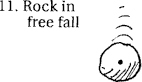 11. Rock in
free fall